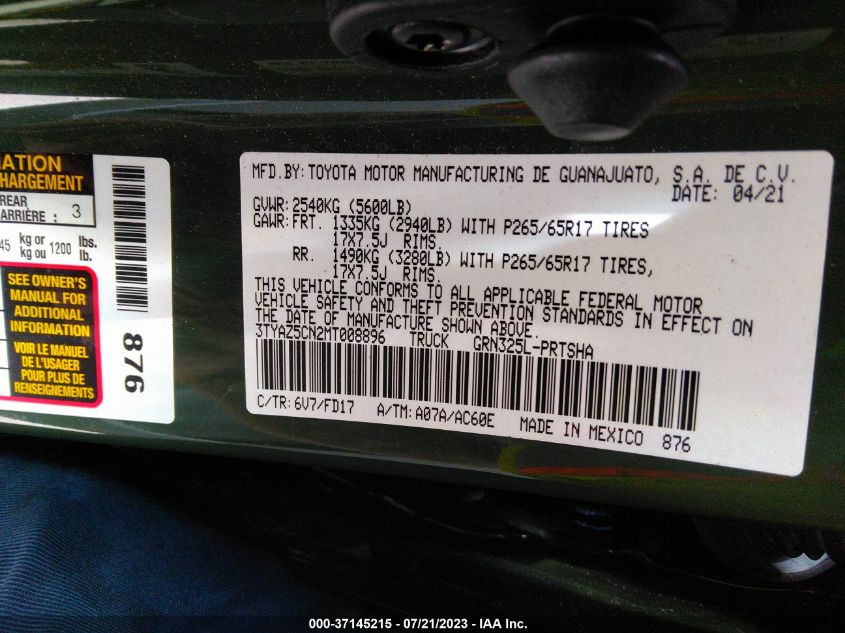 ATION
CHARGEMENT
REAR
ARRIÈRE : 3
45 kg or 1200 lbs.
kg ou lb.
SEE OWNER'S
MANUAL FOR
ADDITIONAL
INFORMATION
VOIR LE MANUEL
DE L'USAGER
POUR PLUS DE
RENSEIGNEMENTS
876
MFD.BY: TOYOTA MOTOR MANUFACTURING DE GUANAJUATO, S.A. DE C.V.
DATE: 04/21
GVWR: 2540KG (5600LB)
GAWR: FRT. 1335KG (2940LB) WITH P265/65R17 TIRES
17X7.5J RIMS.
RR. 1490KG (3280LB) WITH P265/65R17 TIRES,
17X7.5J RIMS.
THIS VEHICLE CONFORMS TO ALL APPLICABLE FEDERAL MOTOR
VEHICLE SAFETY AND THEFT PREVENTION STANDARDS IN EFFECT ON
THE DATE OF MANUFACTURE SHOWN ABOVE.
3TYAZ5CN2MT008896 TRUCK GRN325L-PRTSHA
C/TR: 6V7/FD17 A/TM: A07A/AC60E MADE IN MEXICO 876
000-37145215 - 07/21/2023 - IAA Inc.